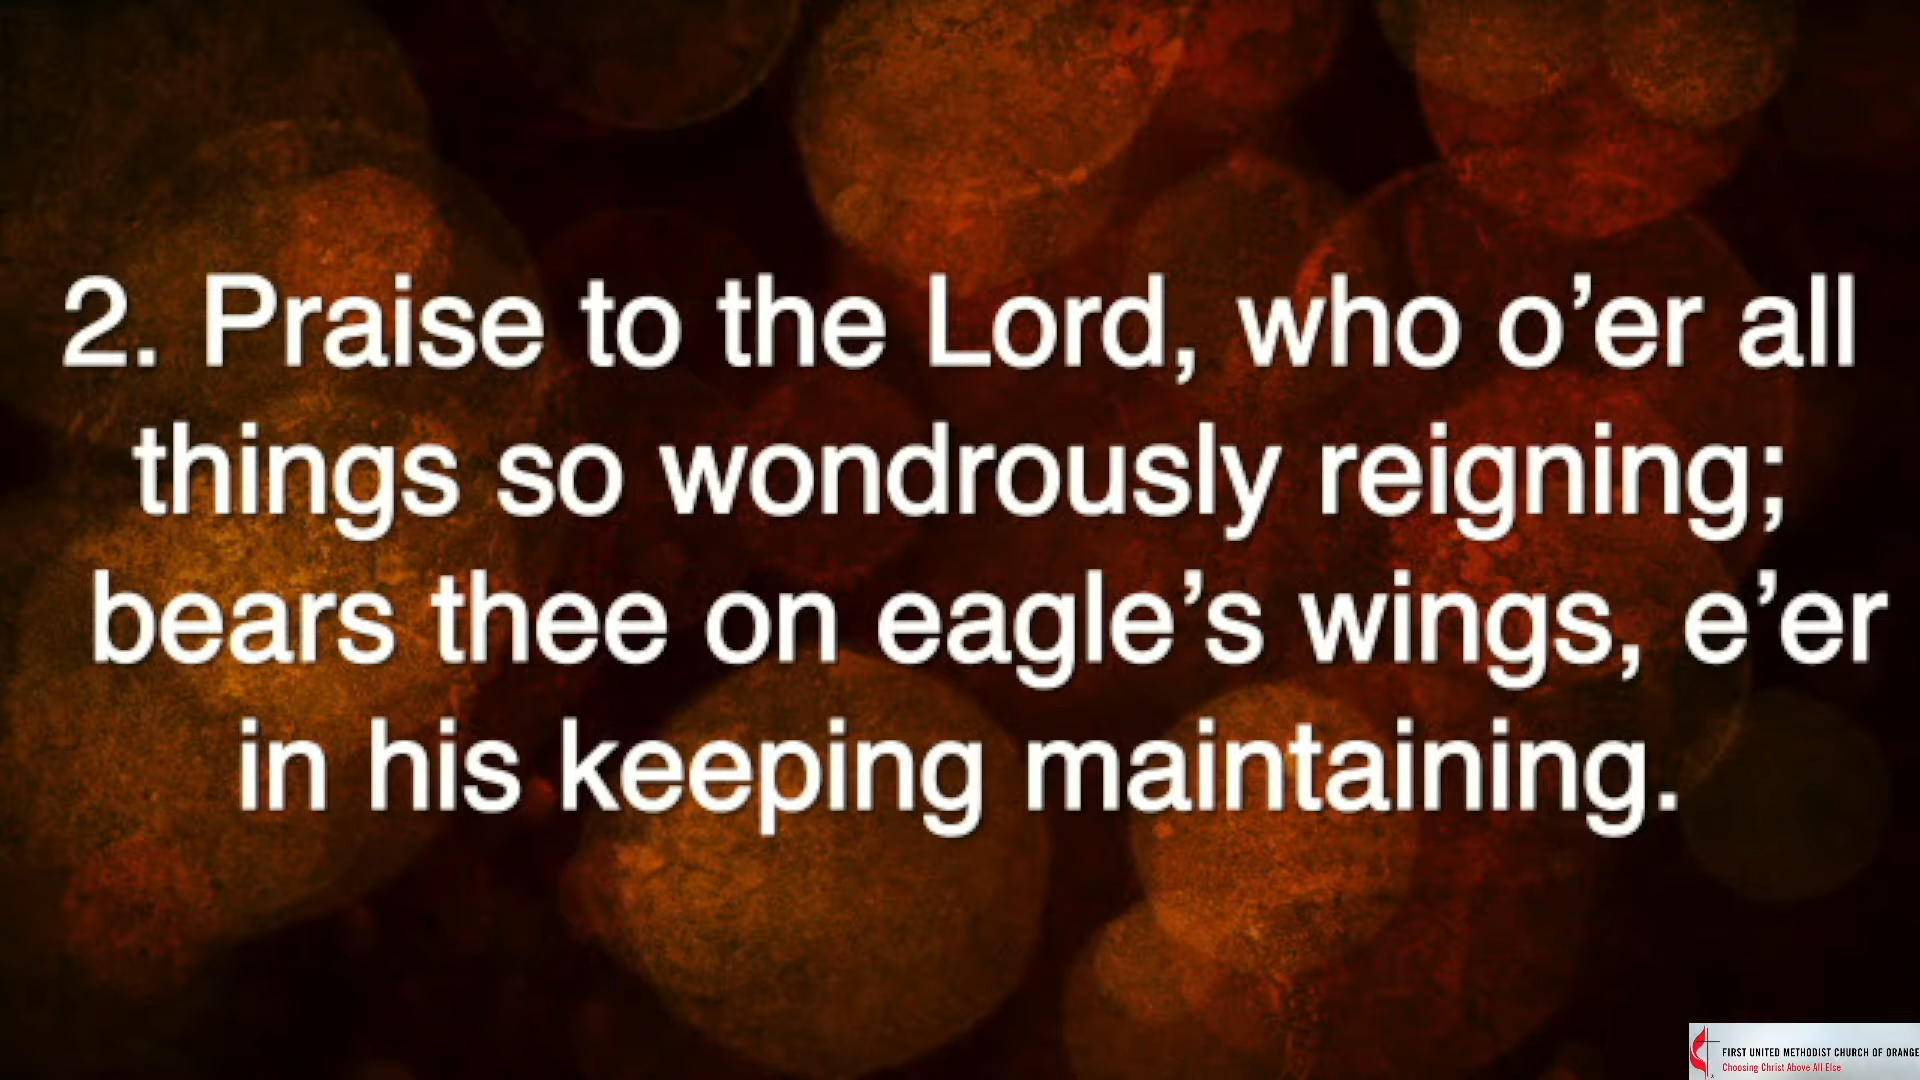 2. Praise to the Lord, who o’er all
things so wondrously reigning;
bears thee on eagle’s wings, e’er
in his keeping maintaining.
FIRST UNITED METHODIST CHURCH OF ORANGE
Choosing Christ Above All Else